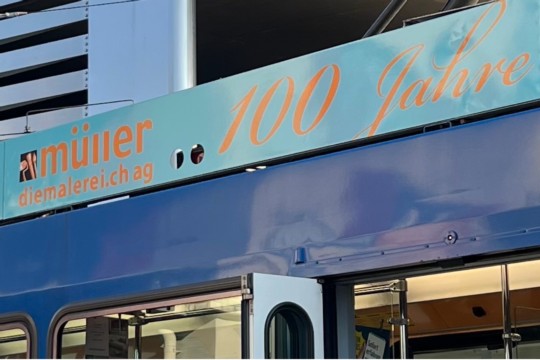 müller
diemalerei.ch ag
100 Jahre